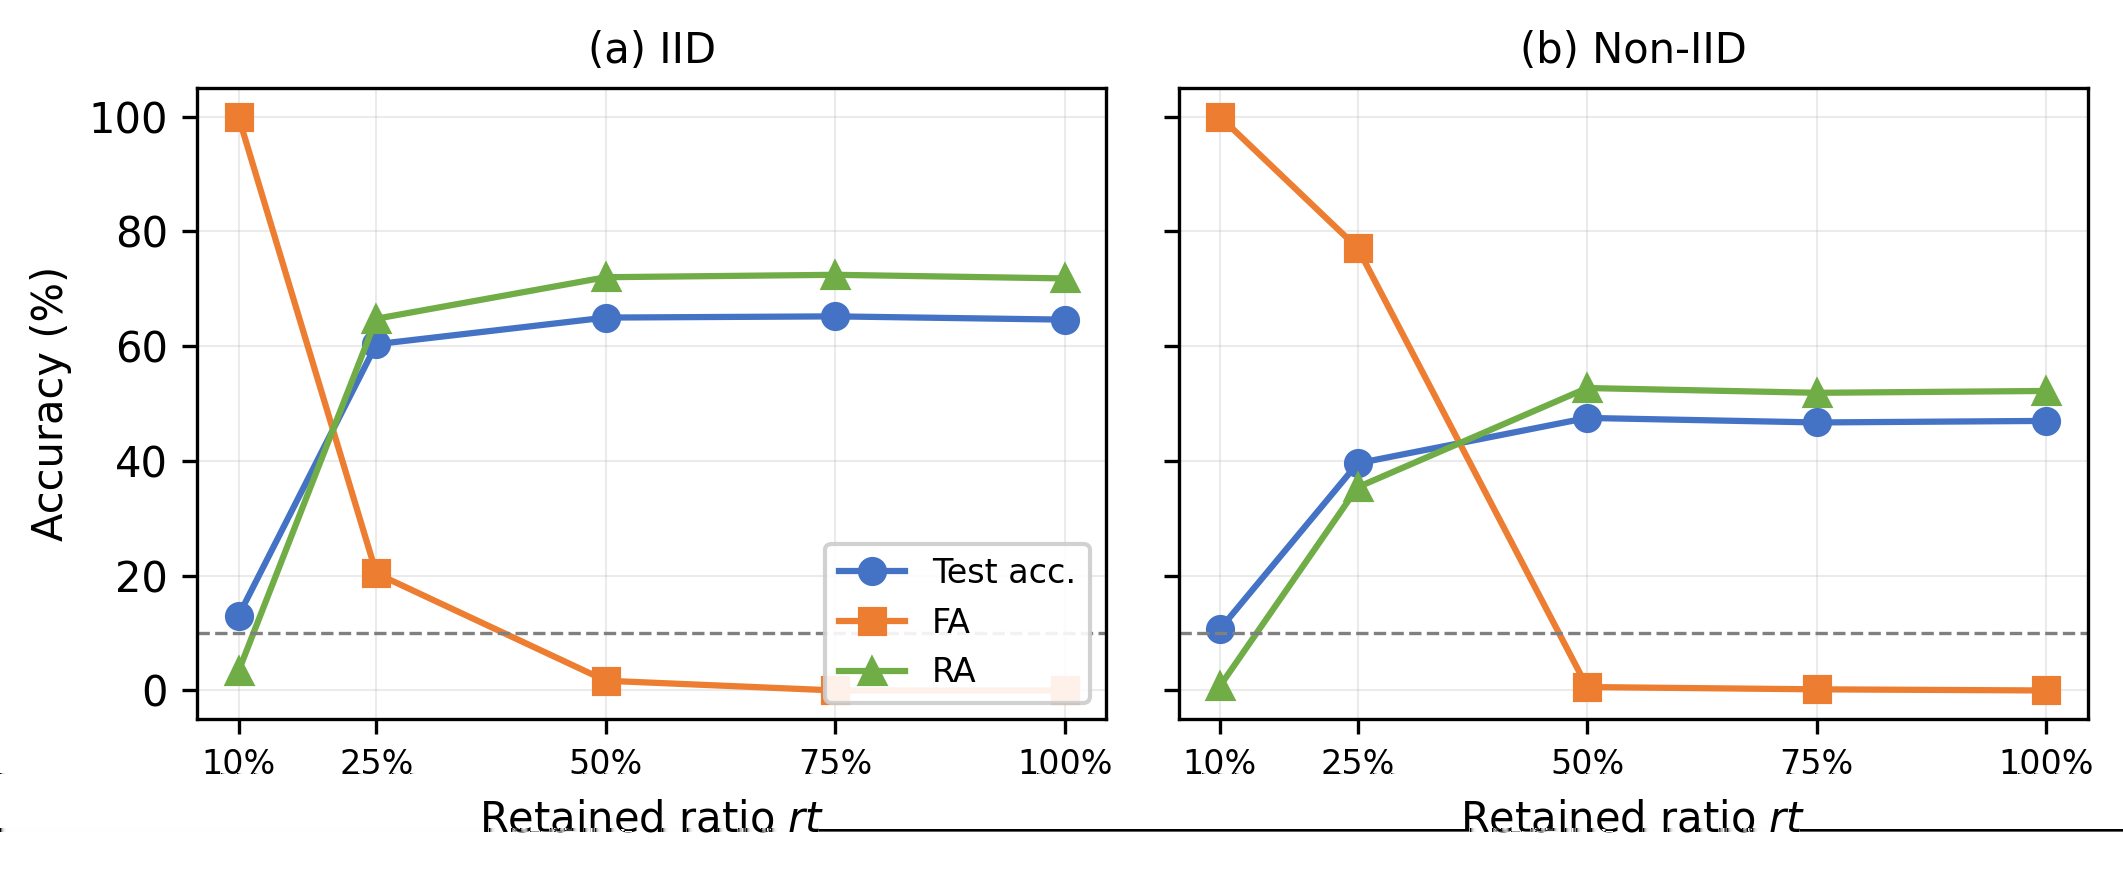 (a) IID
(b) Non-IID
Accuracy (%)
100
80
60
40
20
0
Test acc.
FA
RA
10% 25% 50% 75% 100%
10% 25% 50% 75% 100%
Retained ratio rt
Retained ratio rt